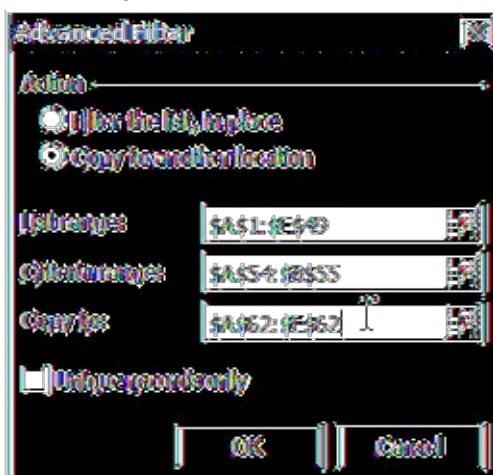 Advanced Filter
Action
Filter the list, in-place
Copy to another location
List range: $A$1:$E$49
Criteria range: $A$54:$B$55
Copy to: $A$62:$E$62
Unique records only
OK Cancel